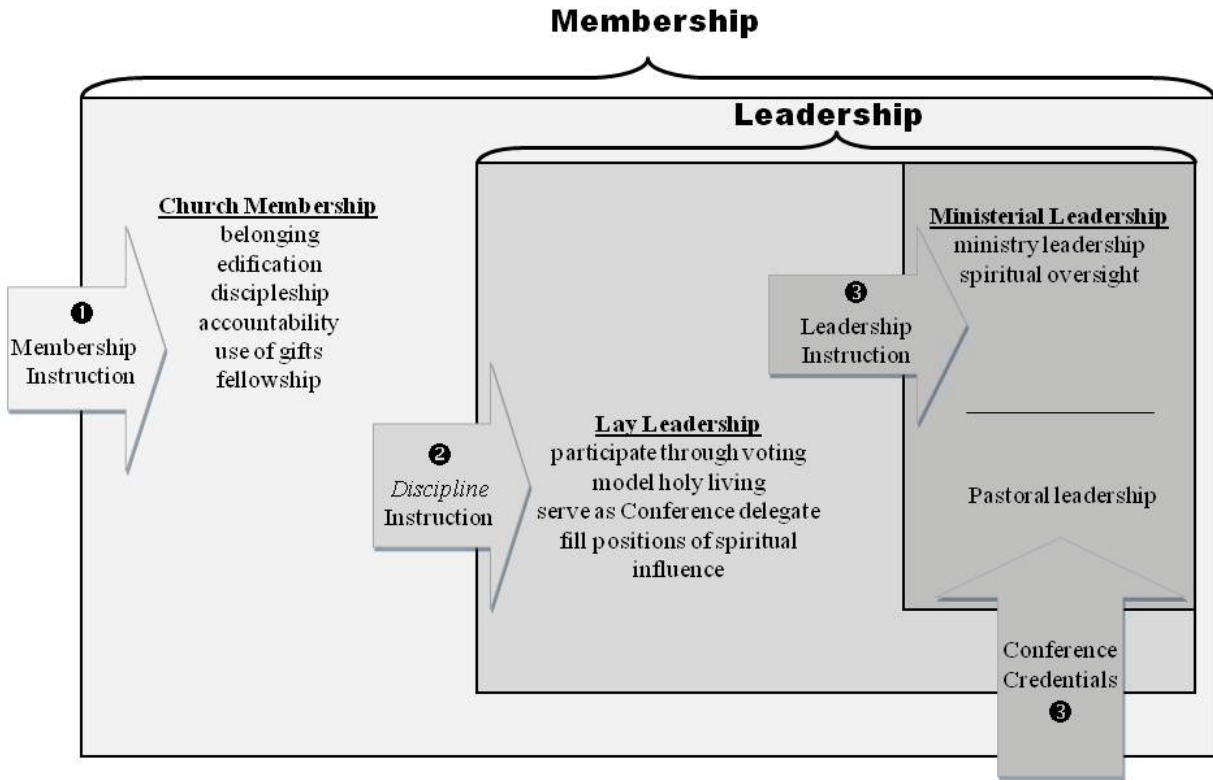 Membership
Leadership
Church Membership
belonging
edification
discipleship
accountability
use of gifts
fellowship
❶
Membership
Instruction
❷
Discipline
Instruction
Lay Leadership
participate through voting
model holy living
serve as Conference delegate
fill positions of spiritual
influence
❸
Leadership
Instruction
Ministerial Leadership
ministry leadership
spiritual oversight
Pastoral leadership
Conference
Credentials
❸